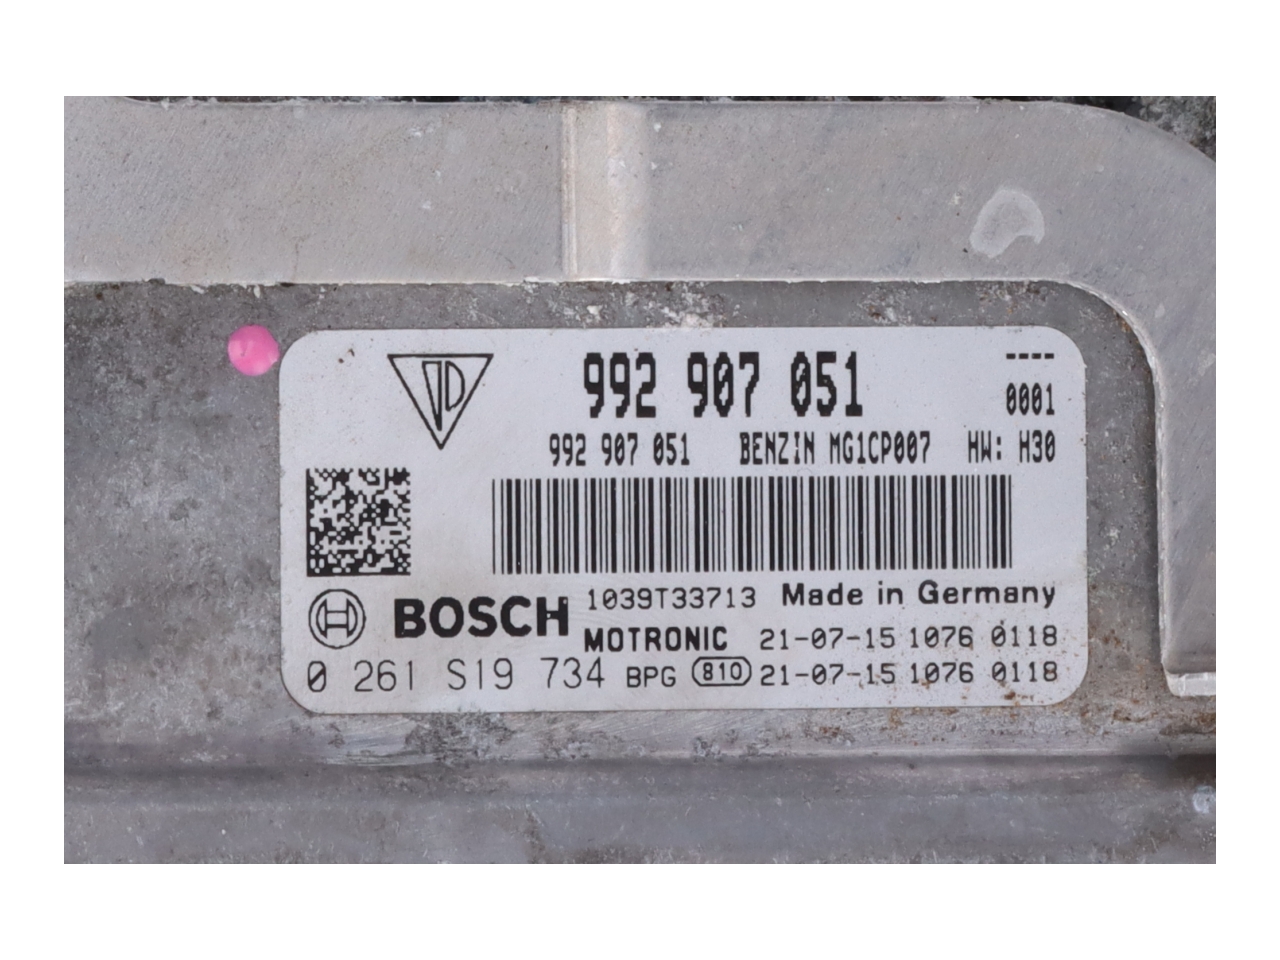 992 907 051
----
0001
992 907 051 BENZIN MG1CP007 HW: H30
BOSCH 1039T33713 Made in Germany
MOTRONIC 21-07-15 1076 0118
0 261 S19 734 BPG 810 21-07-15 1076 0118